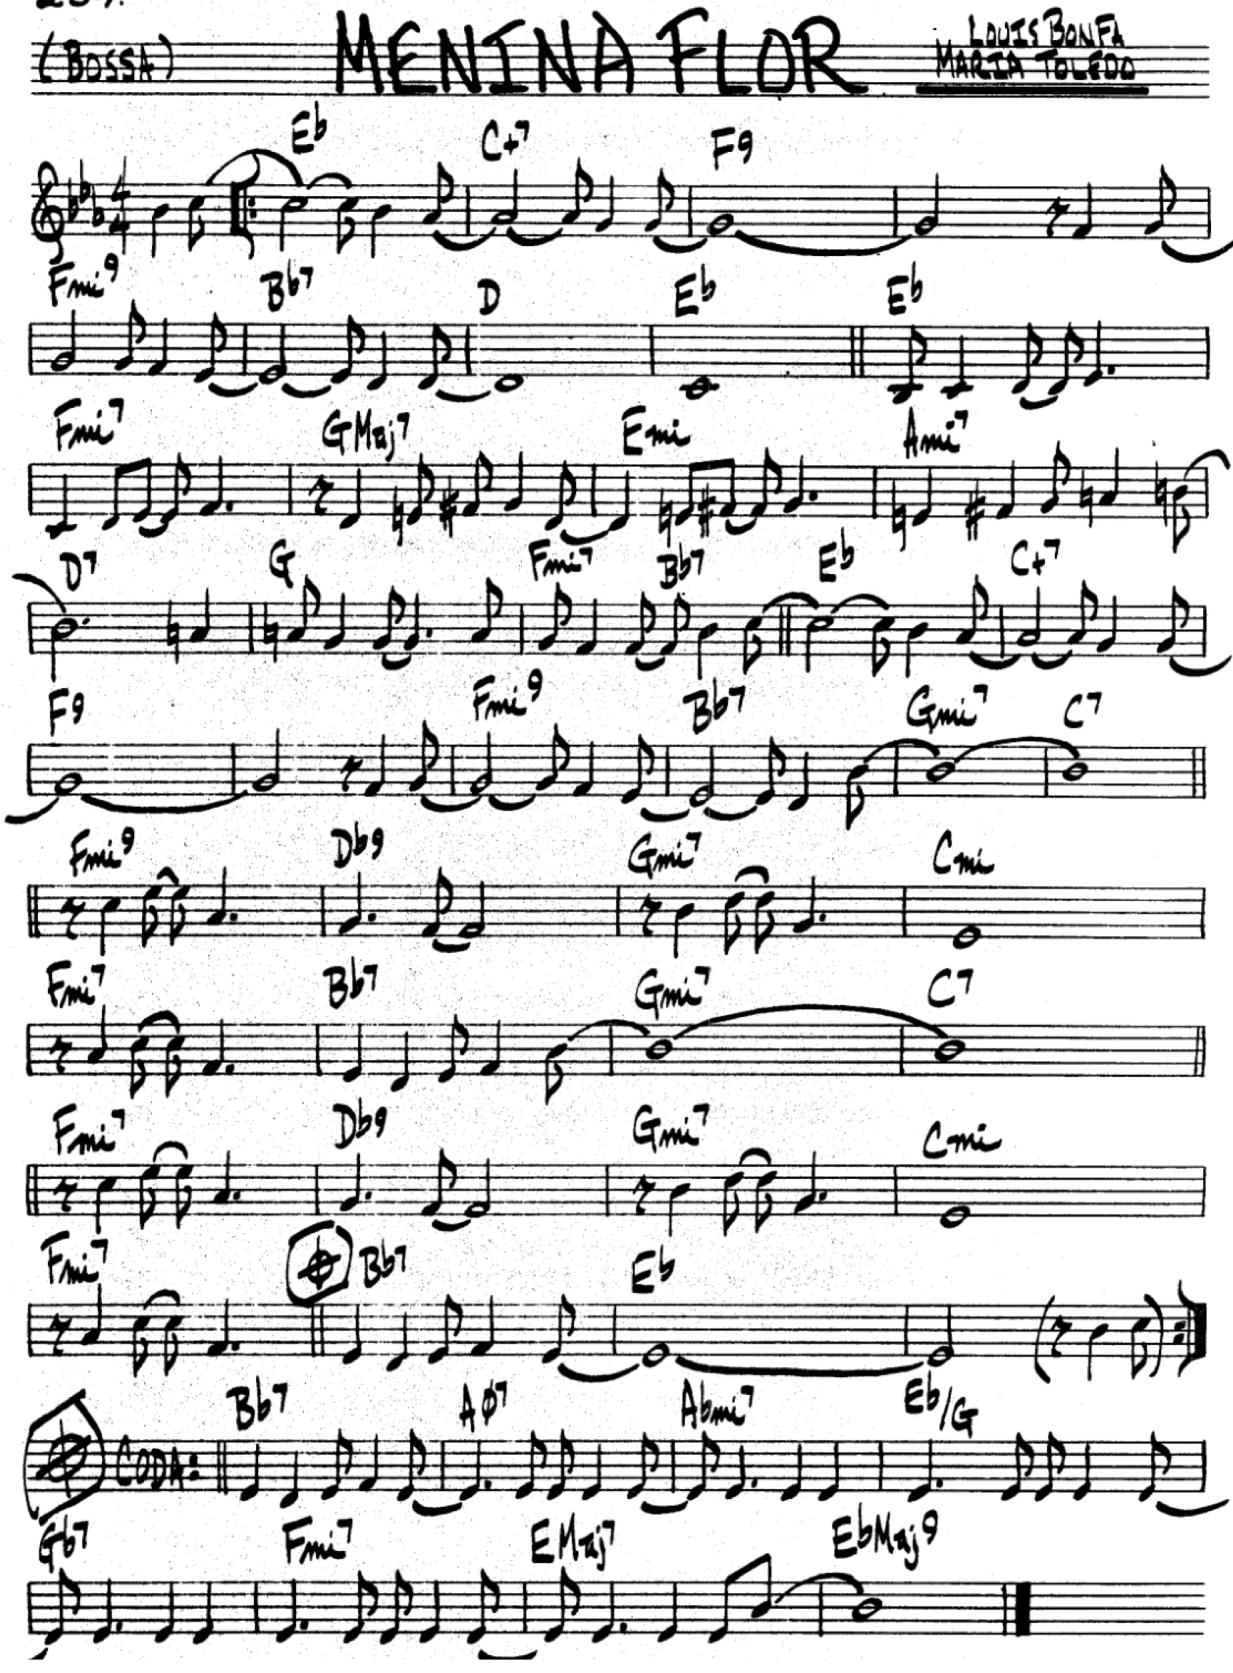 (BOSSA) MENINA FLOR LOUIS BONFA
MARIA TOLEDO
Eb C+7 F9
Fmi9 Bb7 D Eb Eb
Fmi7 GMaj7 Emi Ami7
D7 G Fmi7 Bb7 Eb C+7
F9 Fmi9 Bb7 Gmi7 C7
Fmi9 Db9 Gmi7 Cmi
Fmi7 Bb7 Gmi7 C7
Fmi7 Db9 Gmi7 Cmi
Fmi7 Bb7 Eb
CODA: Bb7 AØ7 Abmi7 Eb/G
Gb7 Fmi7 EMaj7 EbMaj9